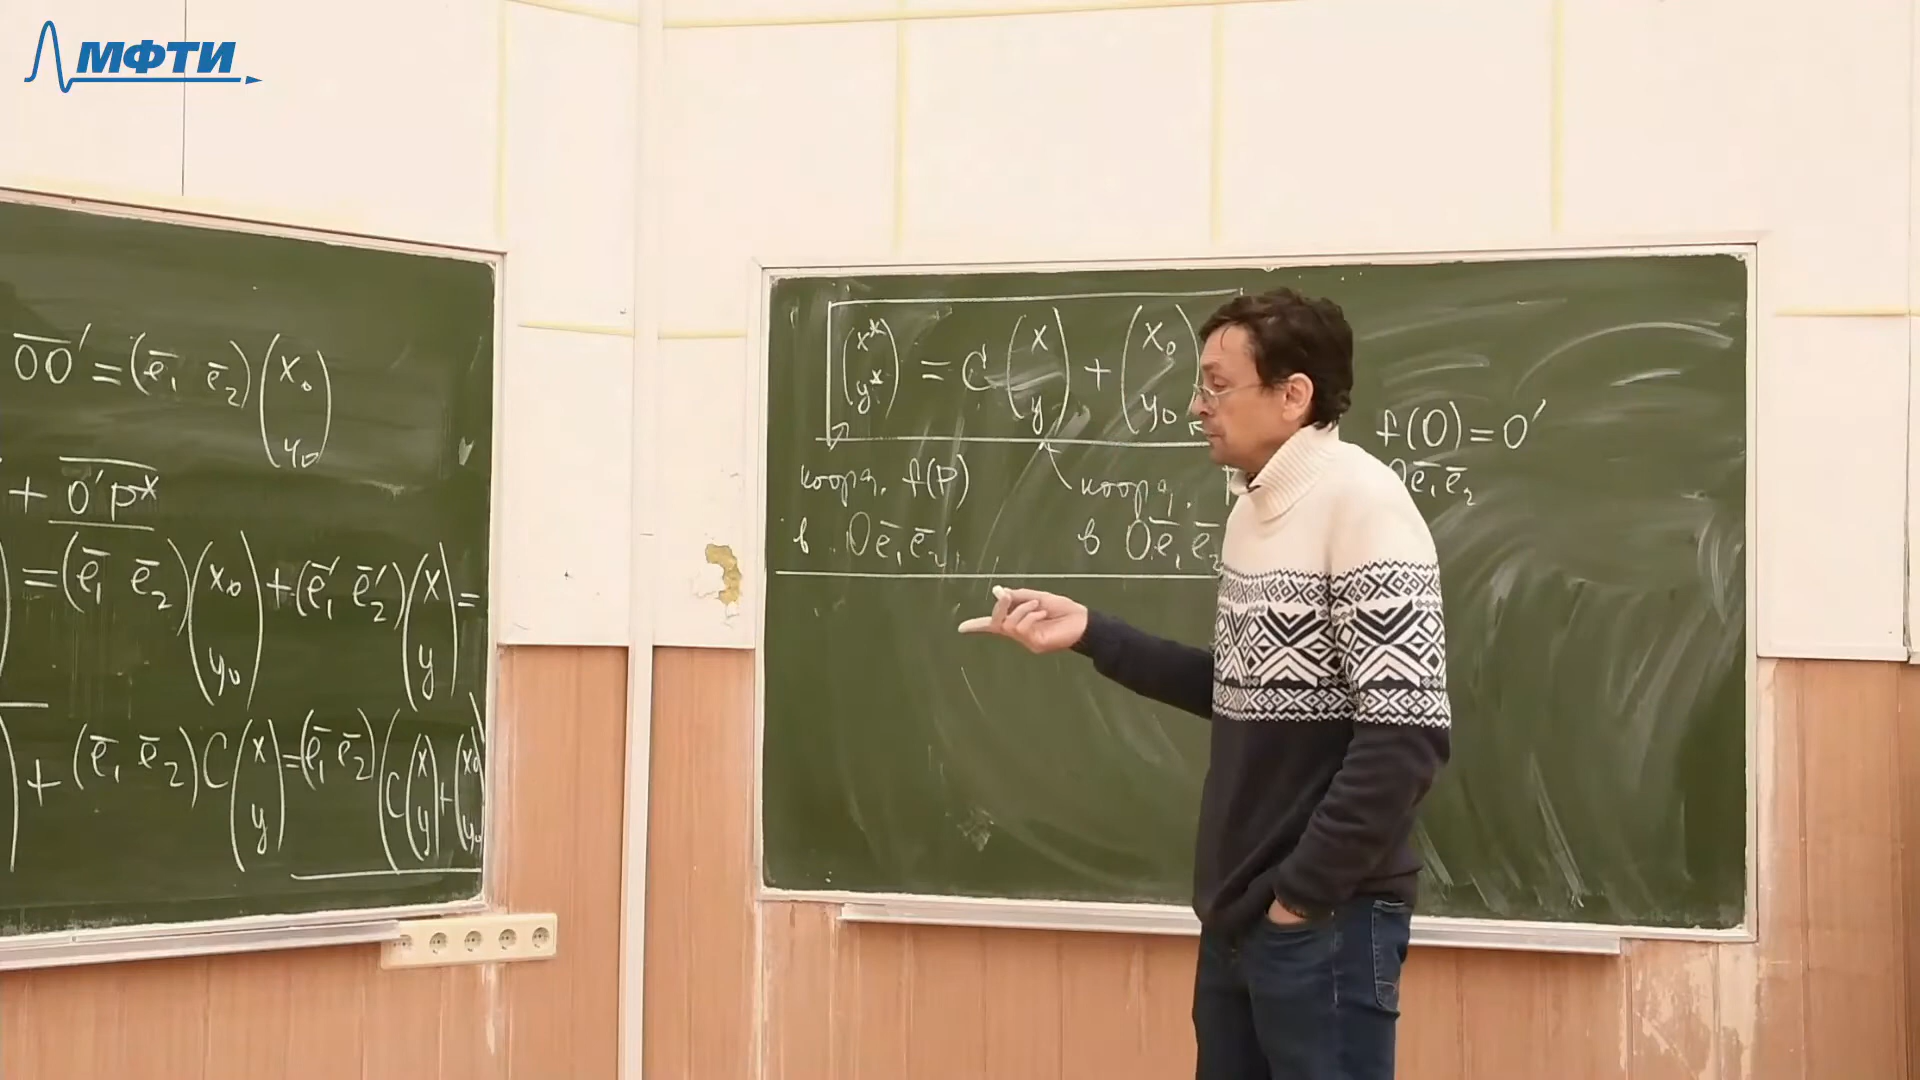 МФТИ
OO' = (e̅₁ e̅₂) (x₀ y₀)
+ O'P*
= (e̅₁ e̅₂) (x₀ y₀) + (e̅₁' e̅₂') (x y) =
+ (e̅₁ e̅₂) C (x y) = (e̅₁ e̅₂) (C (x y) + (x₀ y₀)
(x* y*) = C (x y) + (x₀ y₀)
коорд. f(P)
в Oe̅₁e̅₂
коорд.
в Oe̅₁e̅₂
f(O) = O'
Oe̅₁e̅₂